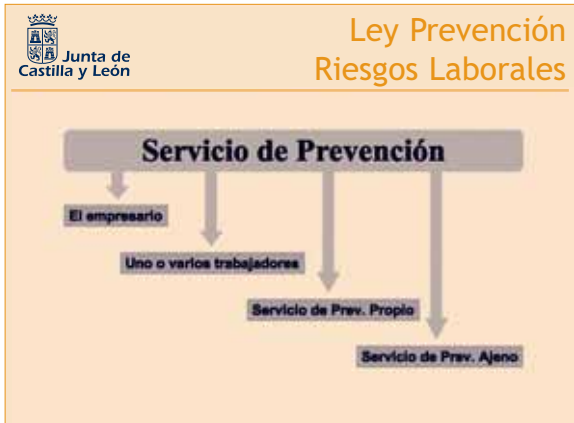 Junta de
Castilla y León
Ley Prevención
Riesgos Laborales
Servicio de Prevención
El empresario
Uno o varios trabajadores
Servicio de Prev. Propio
Servicio de Prev. Ajeno